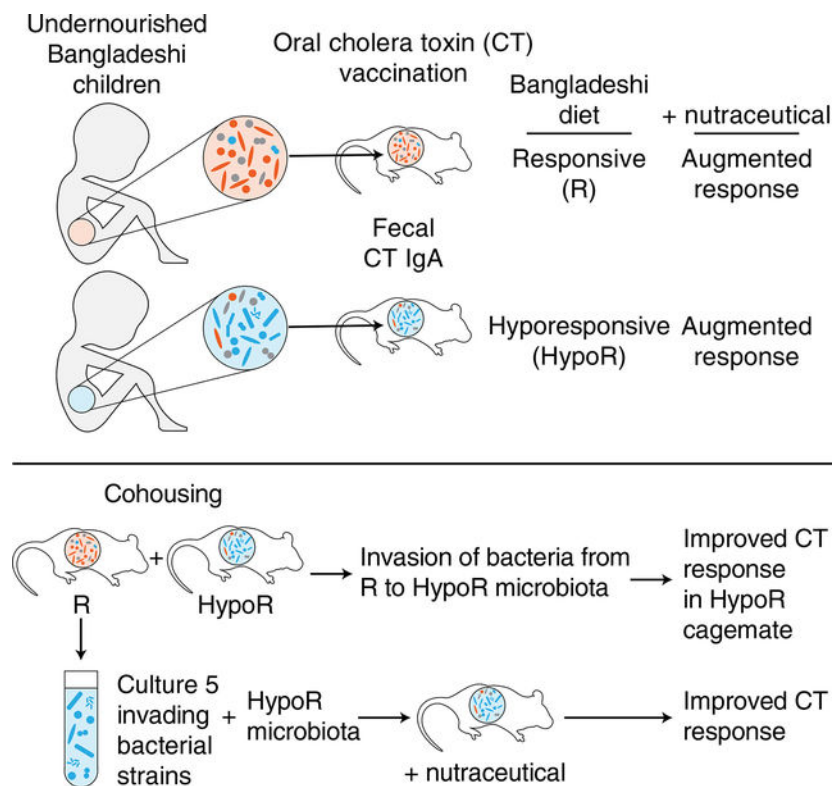 Undernourished
Bangladeshi
children
Oral cholera toxin (CT)
vaccination
Bangladeshi
diet
+ nutraceutical
Responsive
(R)
Augmented
response
Fecal
CT IgA
Hyporesponsive
(HypoR)
Augmented
response
Cohousing
+
R
HypoR
Invasion of bacteria from
R to HypoR microbiota
Improved CT
response
in HypoR
cagemate
Culture 5
invading
bacterial
strains
+
HypoR
microbiota
+ nutraceutical
Improved CT
response